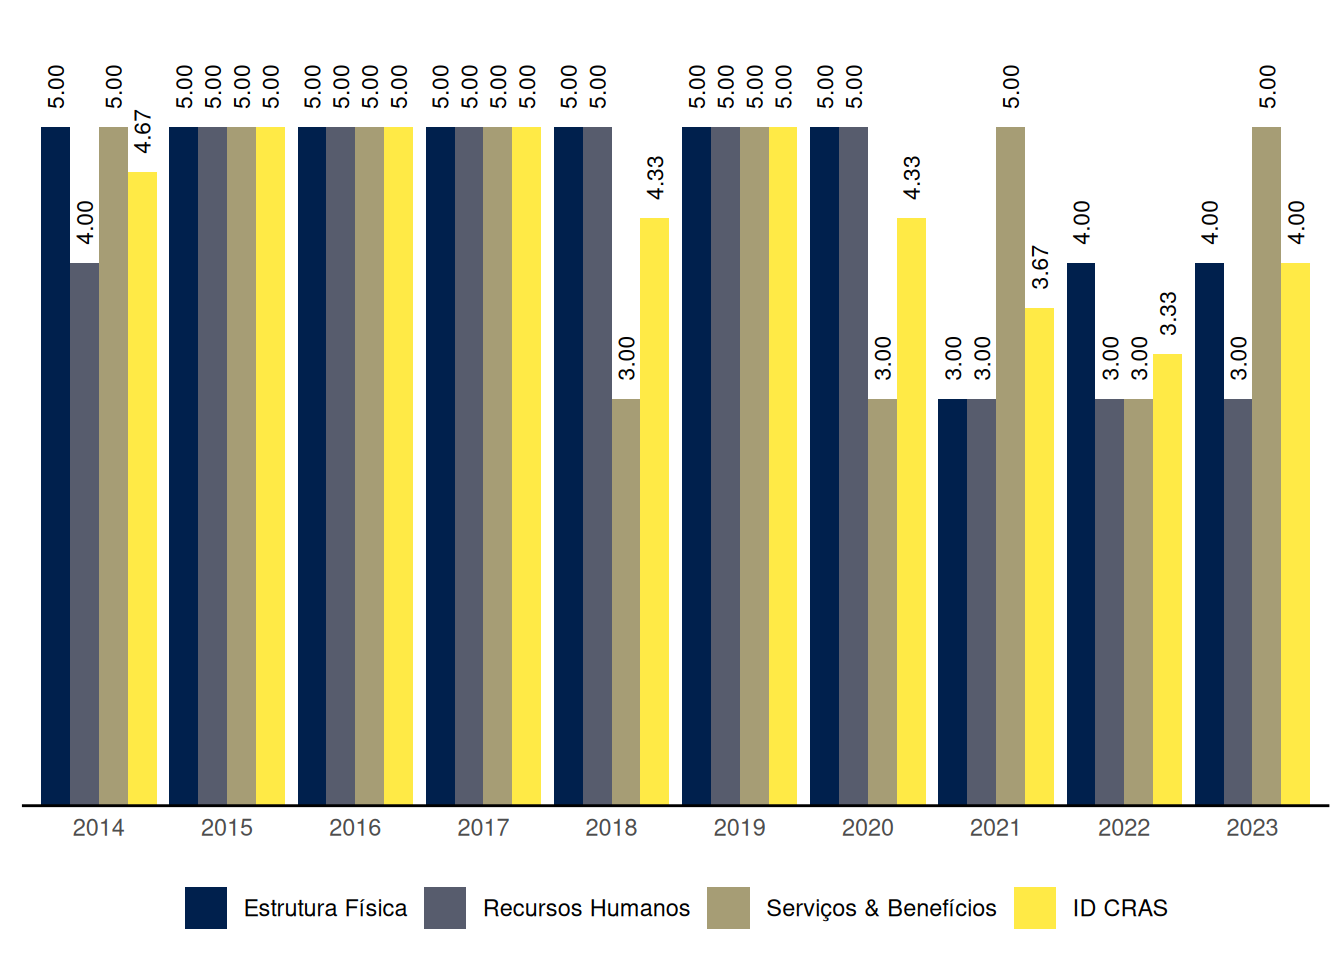 5.00 4.00 5.00 4.67 5.00 5.00 5.00 5.00 5.00 5.00 5.00 5.00 5.00 5.00 5.00 5.00 5.00 5.00 3.00 4.33 5.00 5.00 5.00 5.00 5.00 5.00 3.00 4.33 3.00 3.00 5.00 3.67 4.00 3.00 3.00 3.33 4.00 3.00 5.00 4.00
2014 2015 2016 2017 2018 2019 2020 2021 2022 2023
Estrutura Física Recursos Humanos Serviços & Benefícios ID CRAS